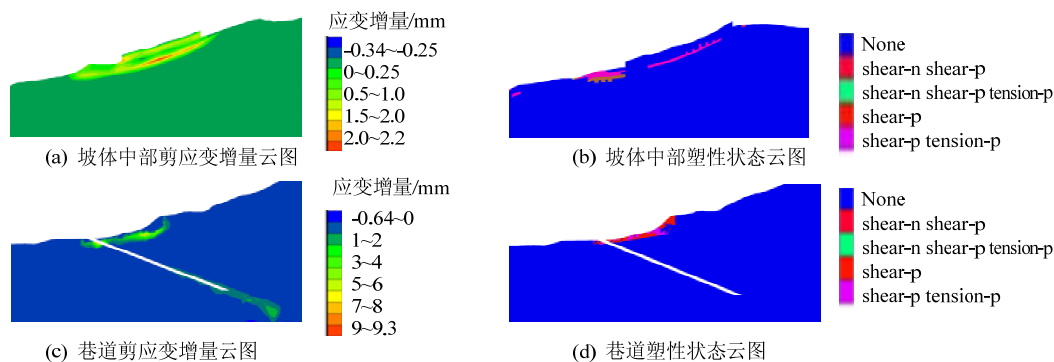 应变增量/mm
-0.34~-0.25
0~0.25
0.5~1.0
1.5~2.0
2.0~2.2
(a) 坡体中部剪应变增量云图
None
shear-n shear-p
shear-n shear-p tension-p
shear-p
shear-p tension-p
(b) 坡体中部塑性状态云图
应变增量/mm
-0.64~0
1~2
3~4
5~6
7~8
9~9.3
(c) 巷道剪应变增量云图
None
shear-n shear-p
shear-n shear-p tension-p
shear-p
shear-p tension-p
(d) 巷道塑性状态云图